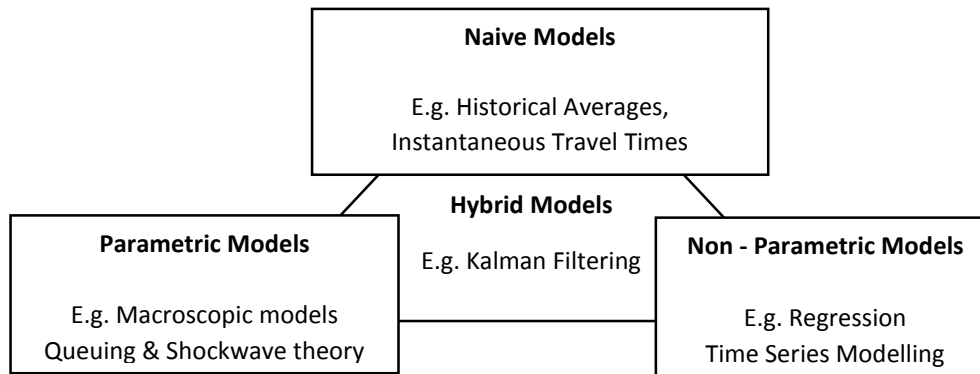 Naive Models
E.g. Historical Averages,
Instantaneous Travel Times
Hybrid Models
E.g. Kalman Filtering
Parametric Models
E.g. Macroscopic models
Queuing & Shockwave theory
Non - Parametric Models
E.g. Regression
Time Series Modelling